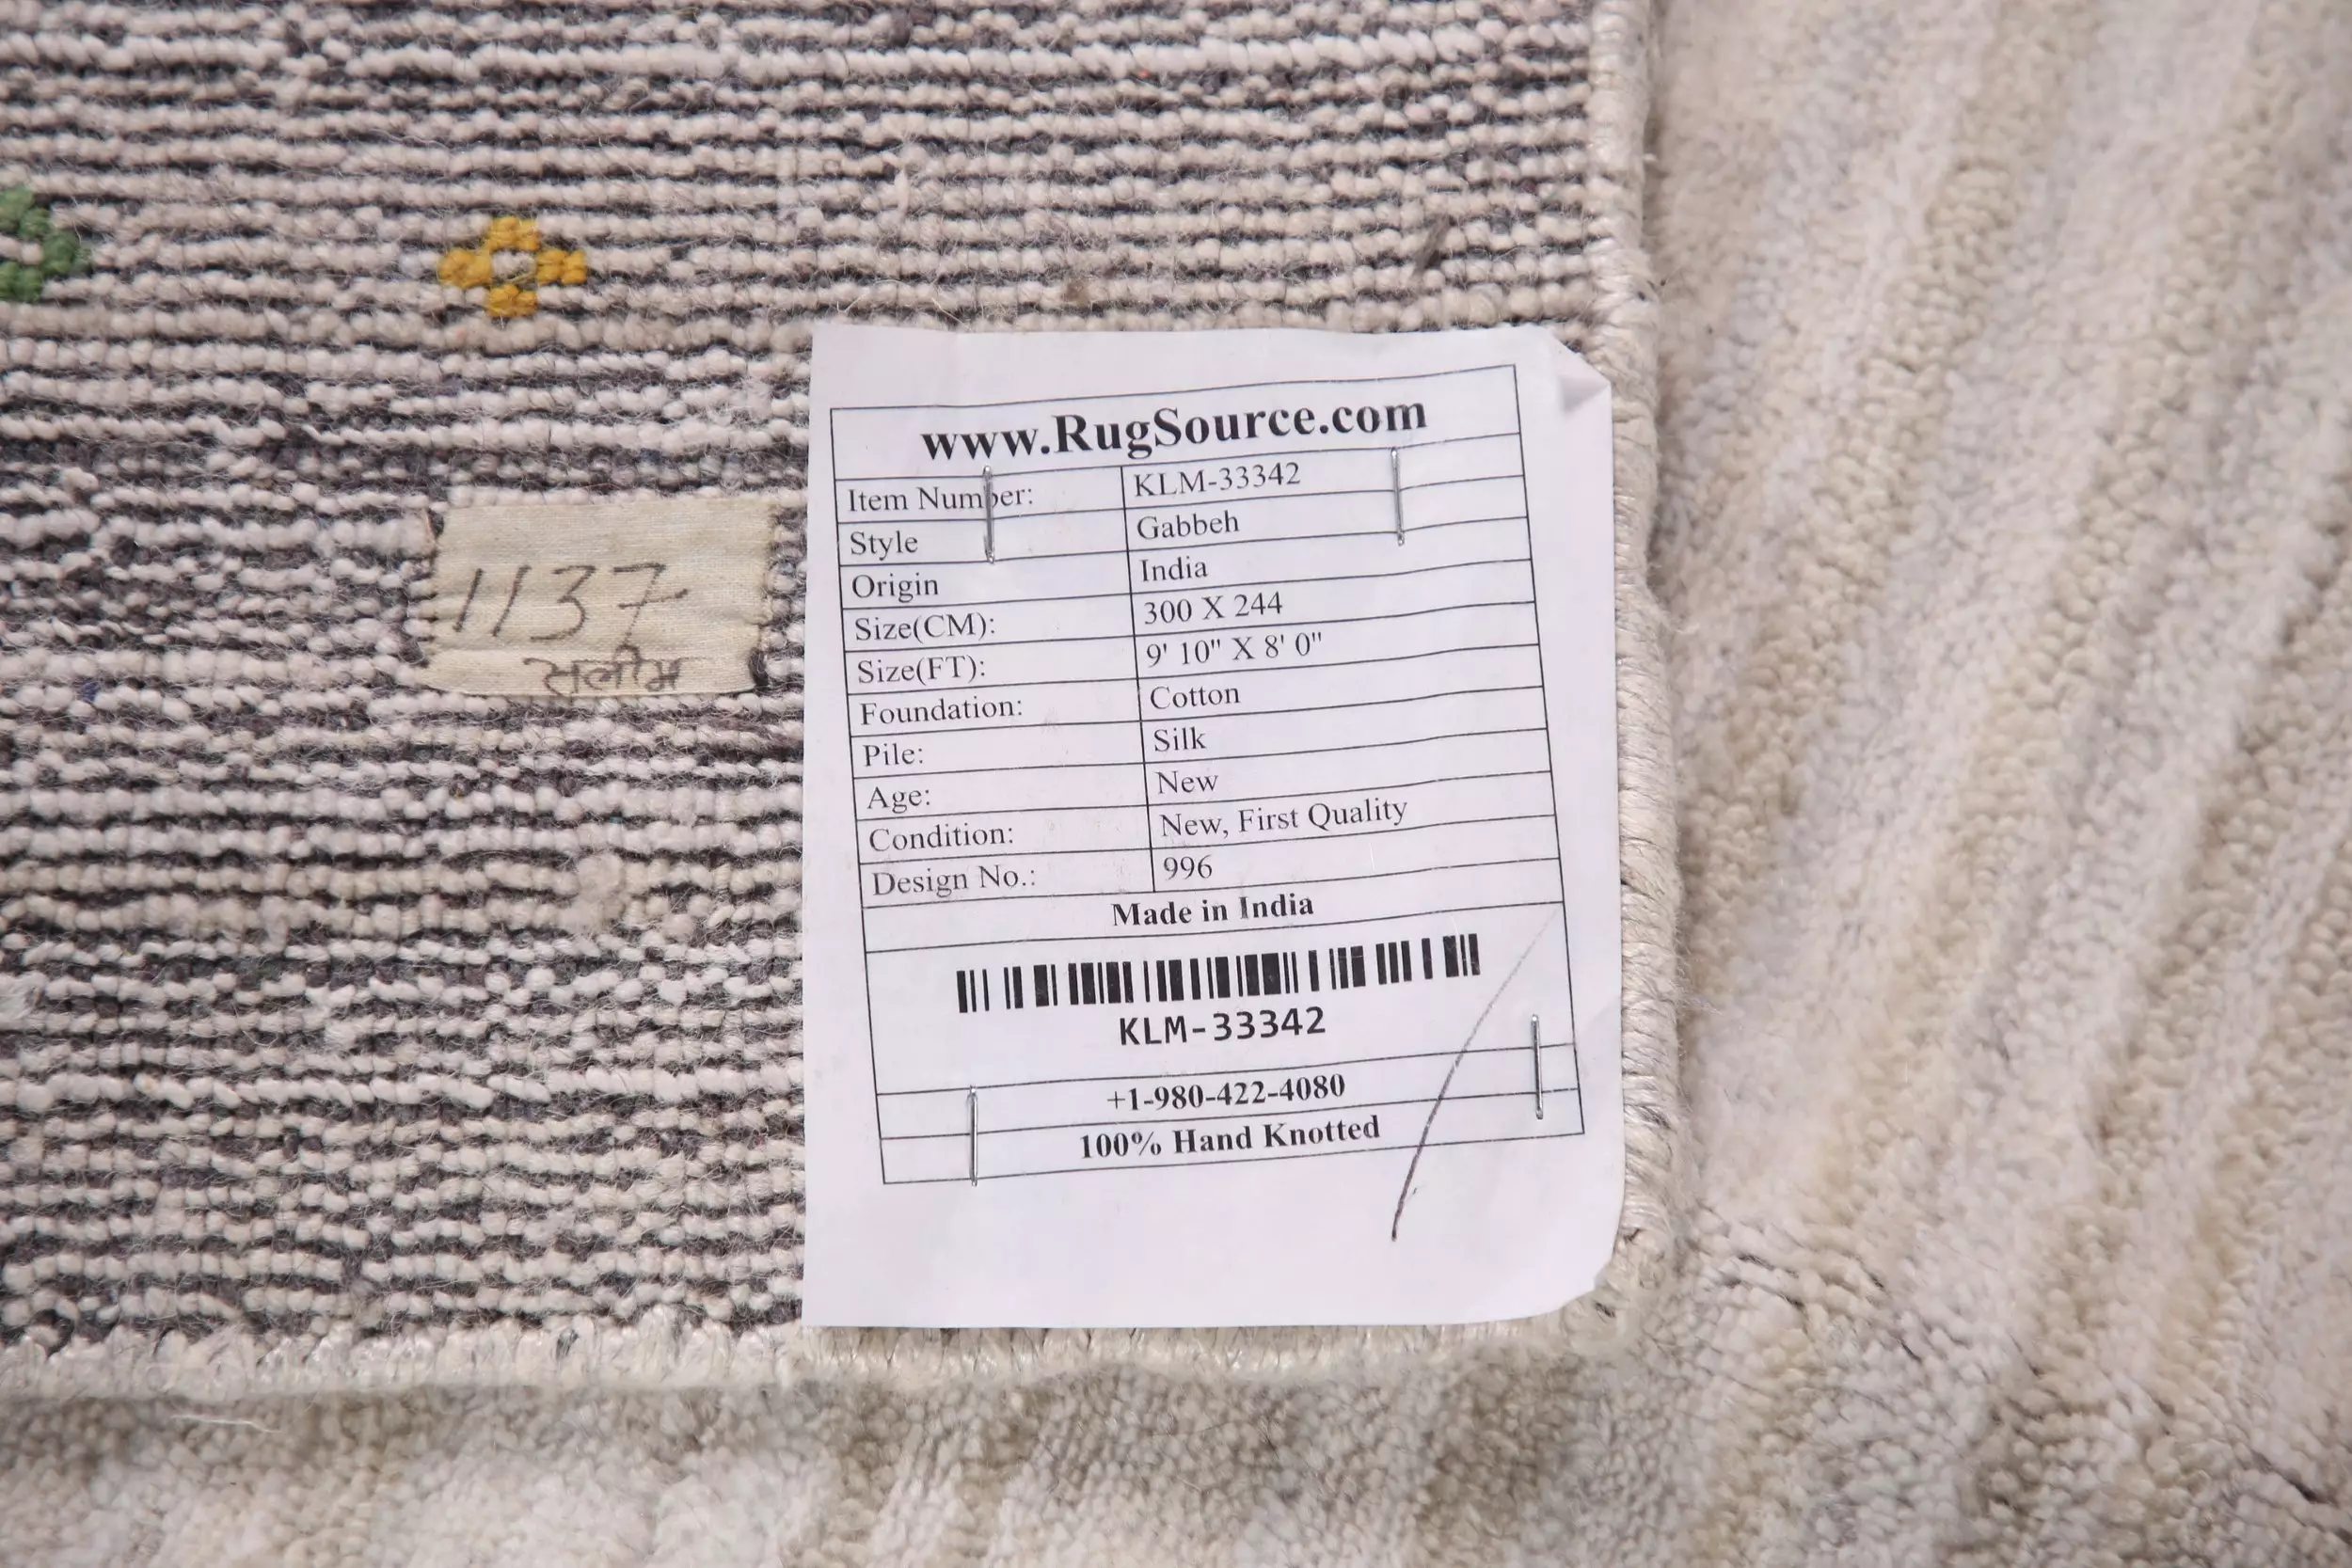 1137
सलीम
www.RugSource.com
Item Number: KLM-33342
Style Gabbeh
Origin India
Size(CM): 300 X 244
Size(FT): 9' 10" X 8' 0"
Foundation: Cotton
Pile: Silk
Age: New
Condition: New, First Quality
Design No.: 996
Made in India
KLM-33342
+1-980-422-4080
100% Hand Knotted